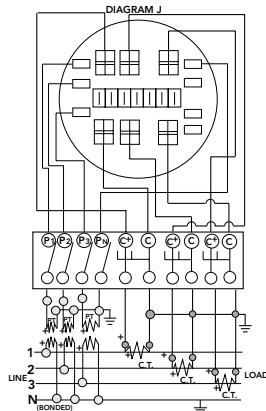 DIAGRAM J
P1 P2 P3 PN C+ C C+ C C+ C
PT PT PT
+ + +
+ + +
1
C.T.
2
C.T.
LINE 3 LOAD
N C.T.
(BONDED)